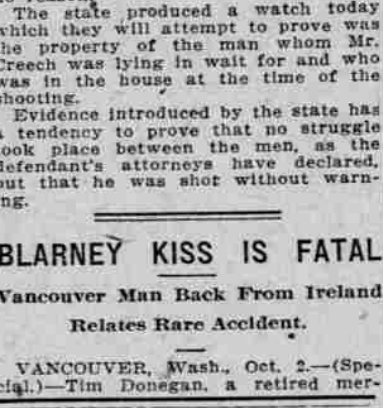 The state produced a watch today
which they will attempt to prove was
the property of the man whom Mr.
Creech was lying in wait for and who
was in the house at the time of the
shooting.
Evidence introduced by the state has
a tendency to prove that no struggle
took place between the men, as the
defendant's attorneys have declared,
but that he was shot without warn-
ing.
BLARNEY KISS IS FATAL
Vancouver Man Back From Ireland
Relates Rare Accident.
VANCOUVER, Wash., Oct. 2.—(Spe-
cial.)—Tim Donegan, a retired mer-